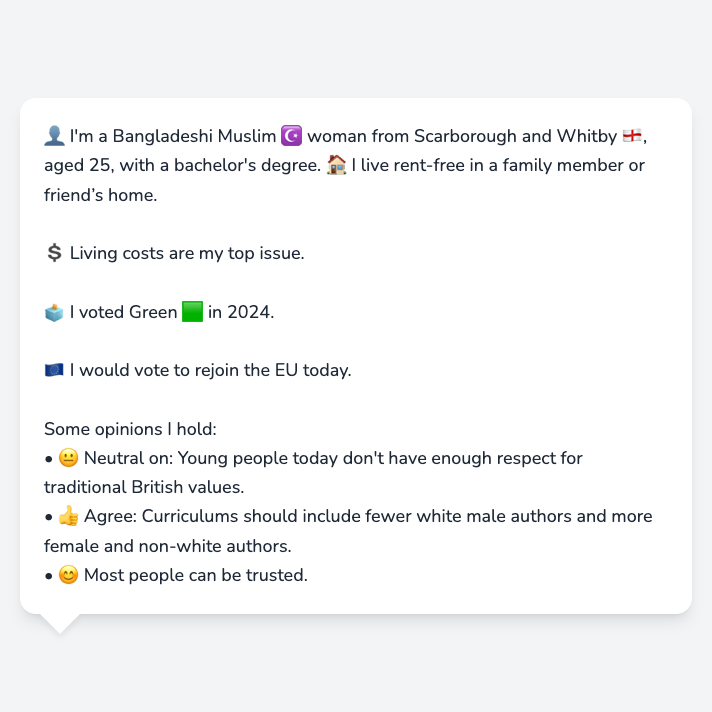 👤 I'm a Bangladeshi Muslim ☪️ woman from Scarborough and Whitby 🏴󠁧󠁢󠁥󠁮󠁧󠁿,
aged 25, with a bachelor's degree. 🏠 I live rent-free in a family member or
friend’s home.
💲 Living costs are my top issue.
🗳️ I voted Green 🟩 in 2024.
🇪🇺 I would vote to rejoin the EU today.
Some opinions I hold:
• 😐 Neutral on: Young people today don't have enough respect for
traditional British values.
• 👍 Agree: Curriculums should include fewer white male authors and more
female and non-white authors.
• 😊 Most people can be trusted.